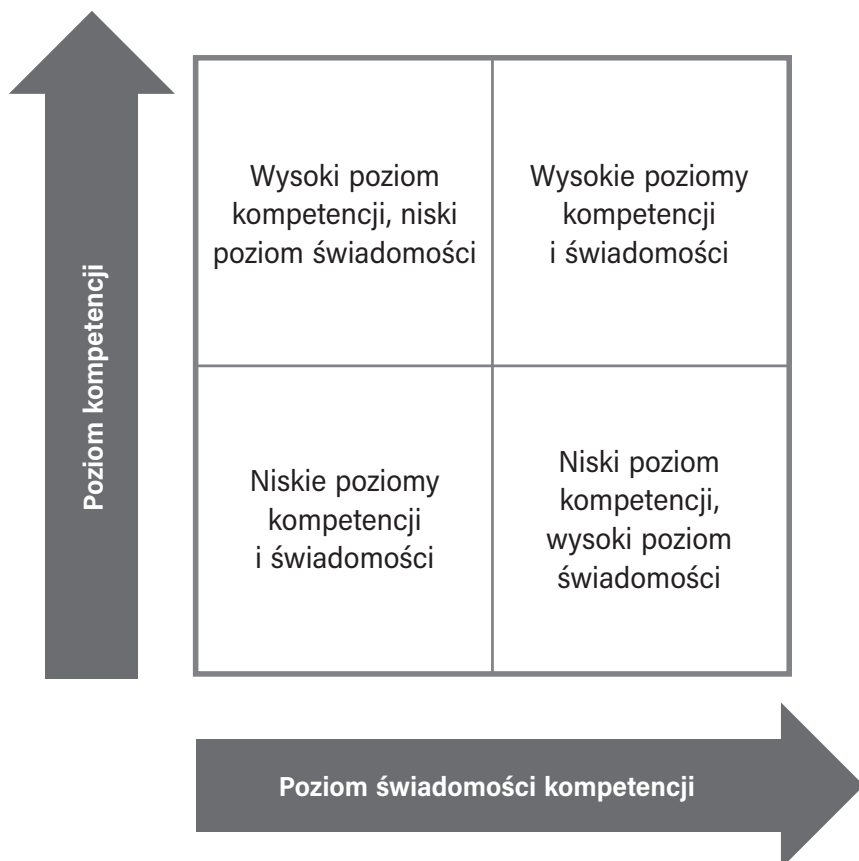 Poziom kompetencji
Wysoki poziom
kompetencji, niski
poziom świadomości
Wysokie poziomy
kompetencji
i świadomości
Niskie poziomy
kompetencji
i świadomości
Niski poziom
kompetencji,
wysoki poziom
świadomości
Poziom świadomości kompetencji